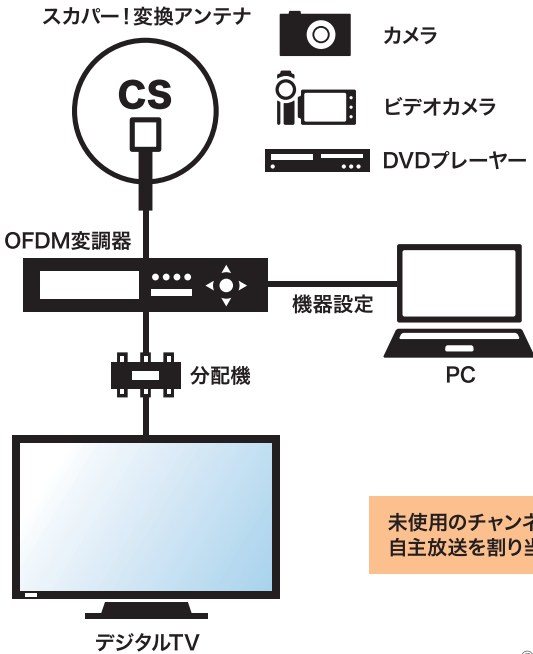 スカパー！変換アンテナ
CS
カメラ
ビデオカメラ
DVDプレーヤー
OFDM変調器
機器設定
PC
分配機
未使用のチャンネ
自主放送を割り当
デジタルTV